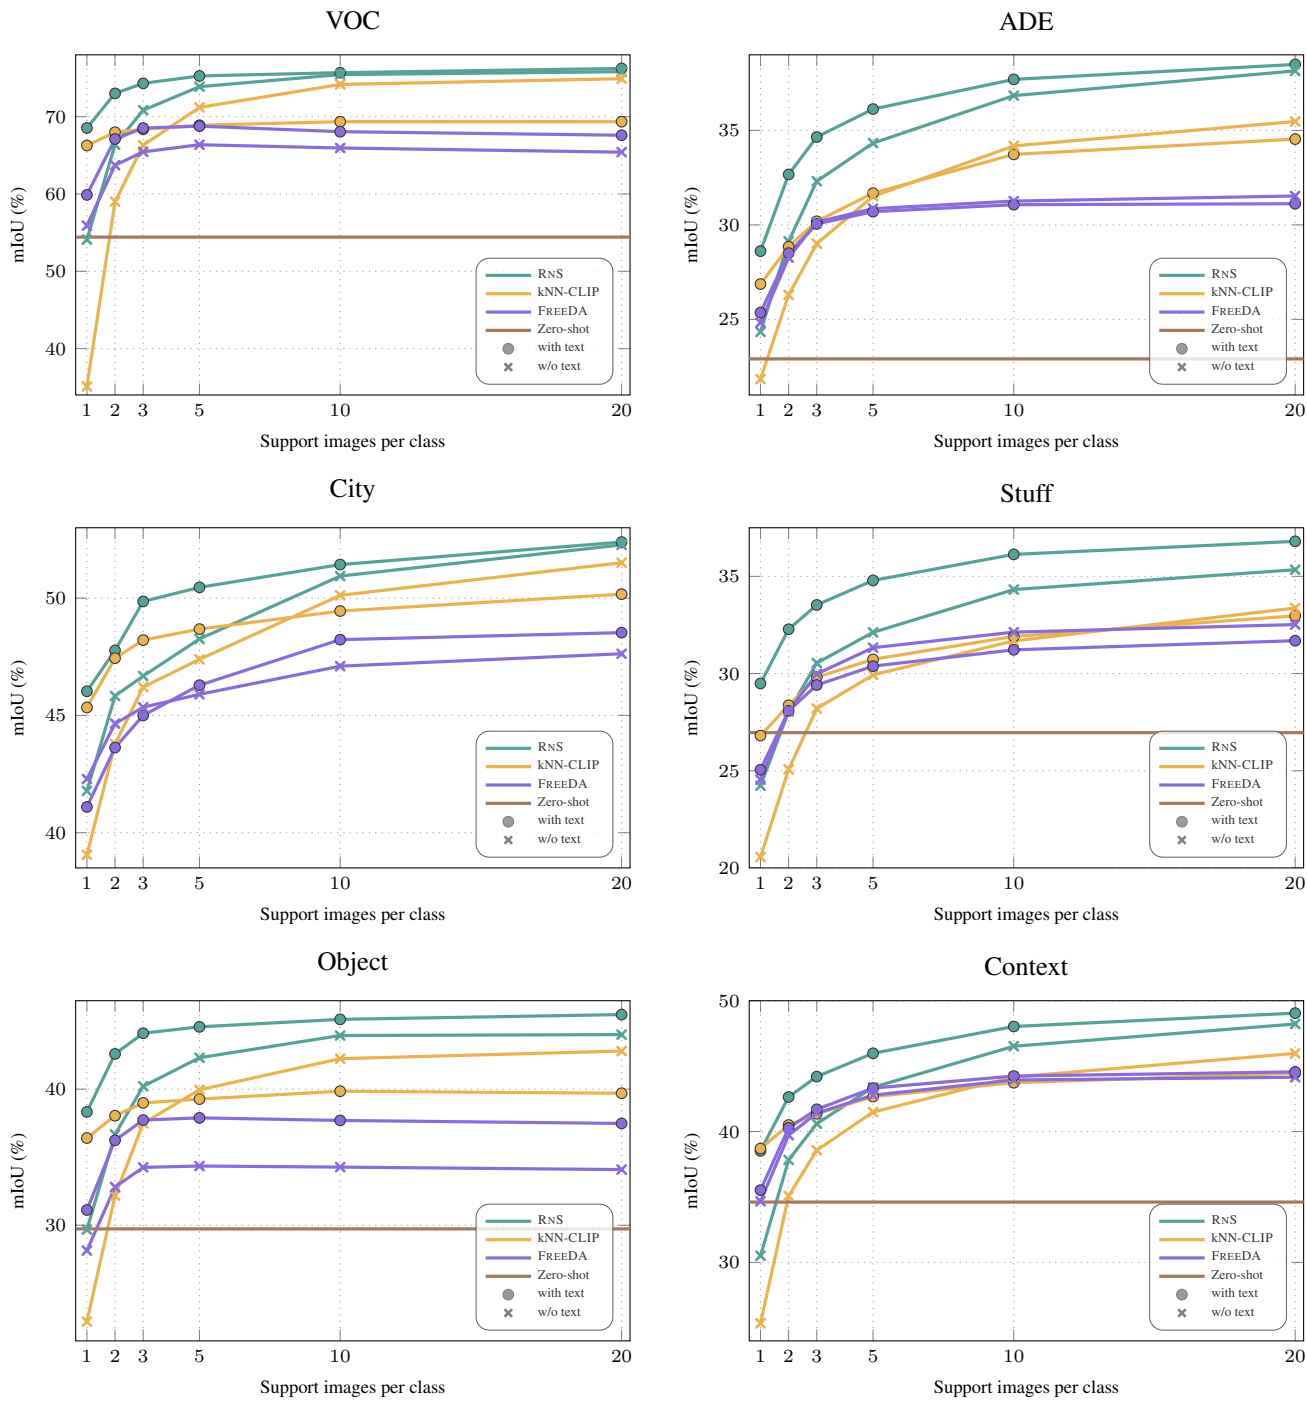 VOC
mIoU (%)
70
60
50
40
RNS
kNN-CLIP
FREEDA
Zero-shot
with text
w/o text
1 2 3 5 10 20
Support images per class
ADE
mIoU (%)
35
30
25
RNS
kNN-CLIP
FREEDA
Zero-shot
with text
w/o text
1 2 3 5 10 20
Support images per class
City
mIoU (%)
50
45
40
RNS
kNN-CLIP
FREEDA
Zero-shot
with text
w/o text
1 2 3 5 10 20
Support images per class
Stuff
mIoU (%)
35
30
25
20
RNS
kNN-CLIP
FREEDA
Zero-shot
with text
w/o text
1 2 3 5 10 20
Support images per class
Object
mIoU (%)
40
30
RNS
kNN-CLIP
FREEDA
Zero-shot
with text
w/o text
1 2 3 5 10 20
Support images per class
Context
mIoU (%)
50
40
30
RNS
kNN-CLIP
FREEDA
Zero-shot
with text
w/o text
1 2 3 5 10 20
Support images per class